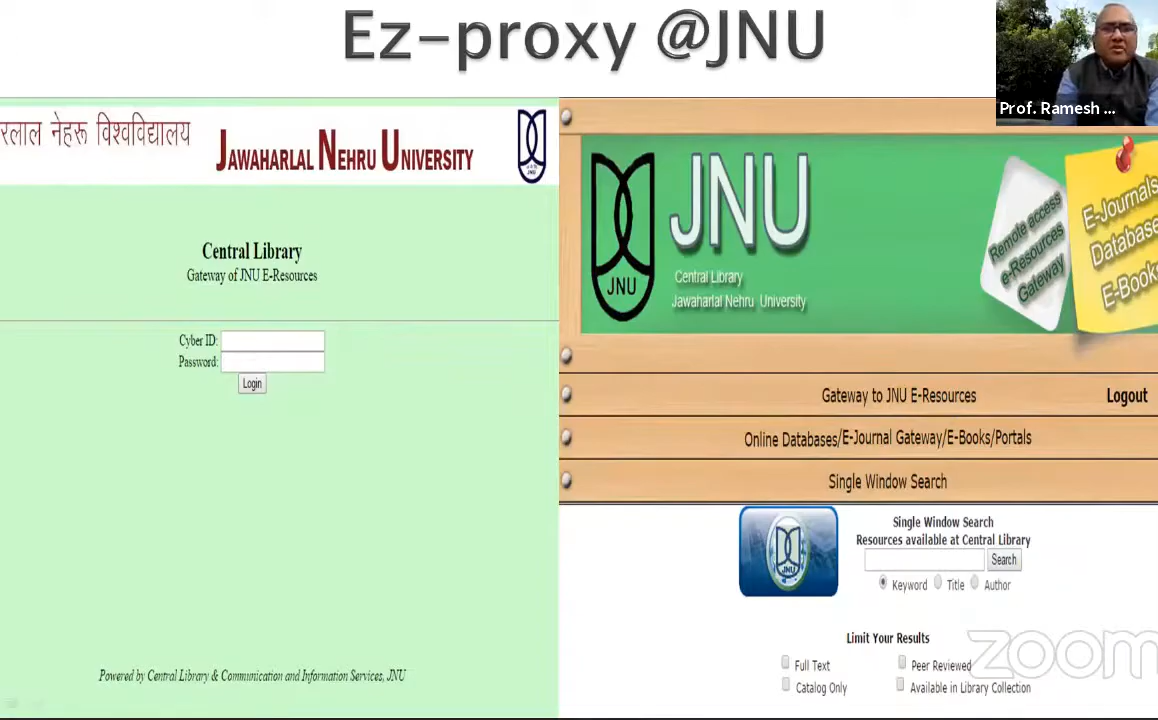 Ez-proxy @JNU
Prof. Ramesh ...
रलाल नेहरू विश्वविद्यालय
JAWAHARLAL NEHRU UNIVERSITY
Central Library
Gateway of JNU E-Resources
Cyber ID:
Password:
Login
Powered by Central Library & Communication and Information Services, JNU
JNU
JNU
Central Library
Jawaharlal Nehru University
Remote access
e-Resources
Gateway
E-Journals
Database
E-Book
Gateway to JNU E-Resources
Logout
Online Databases/E-Journal Gateway/E-Books/Portals
Single Window Search
JNU
Single Window Search
Resources available at Central Library
Search
Keyword Title Author
Limit Your Results
Full Text Peer Reviewed
Catalog Only Available in Library Collection
zoom